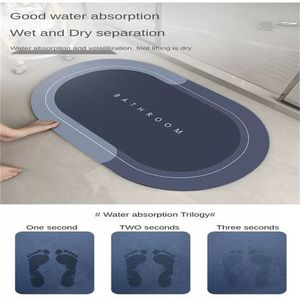 Good water absorption
Wet and Dry separation
Water absorption and volatilization, foot lifting is dry
BATHROOM
# Water absorption Trilogy#
One second
TWO seconds
Three seconds